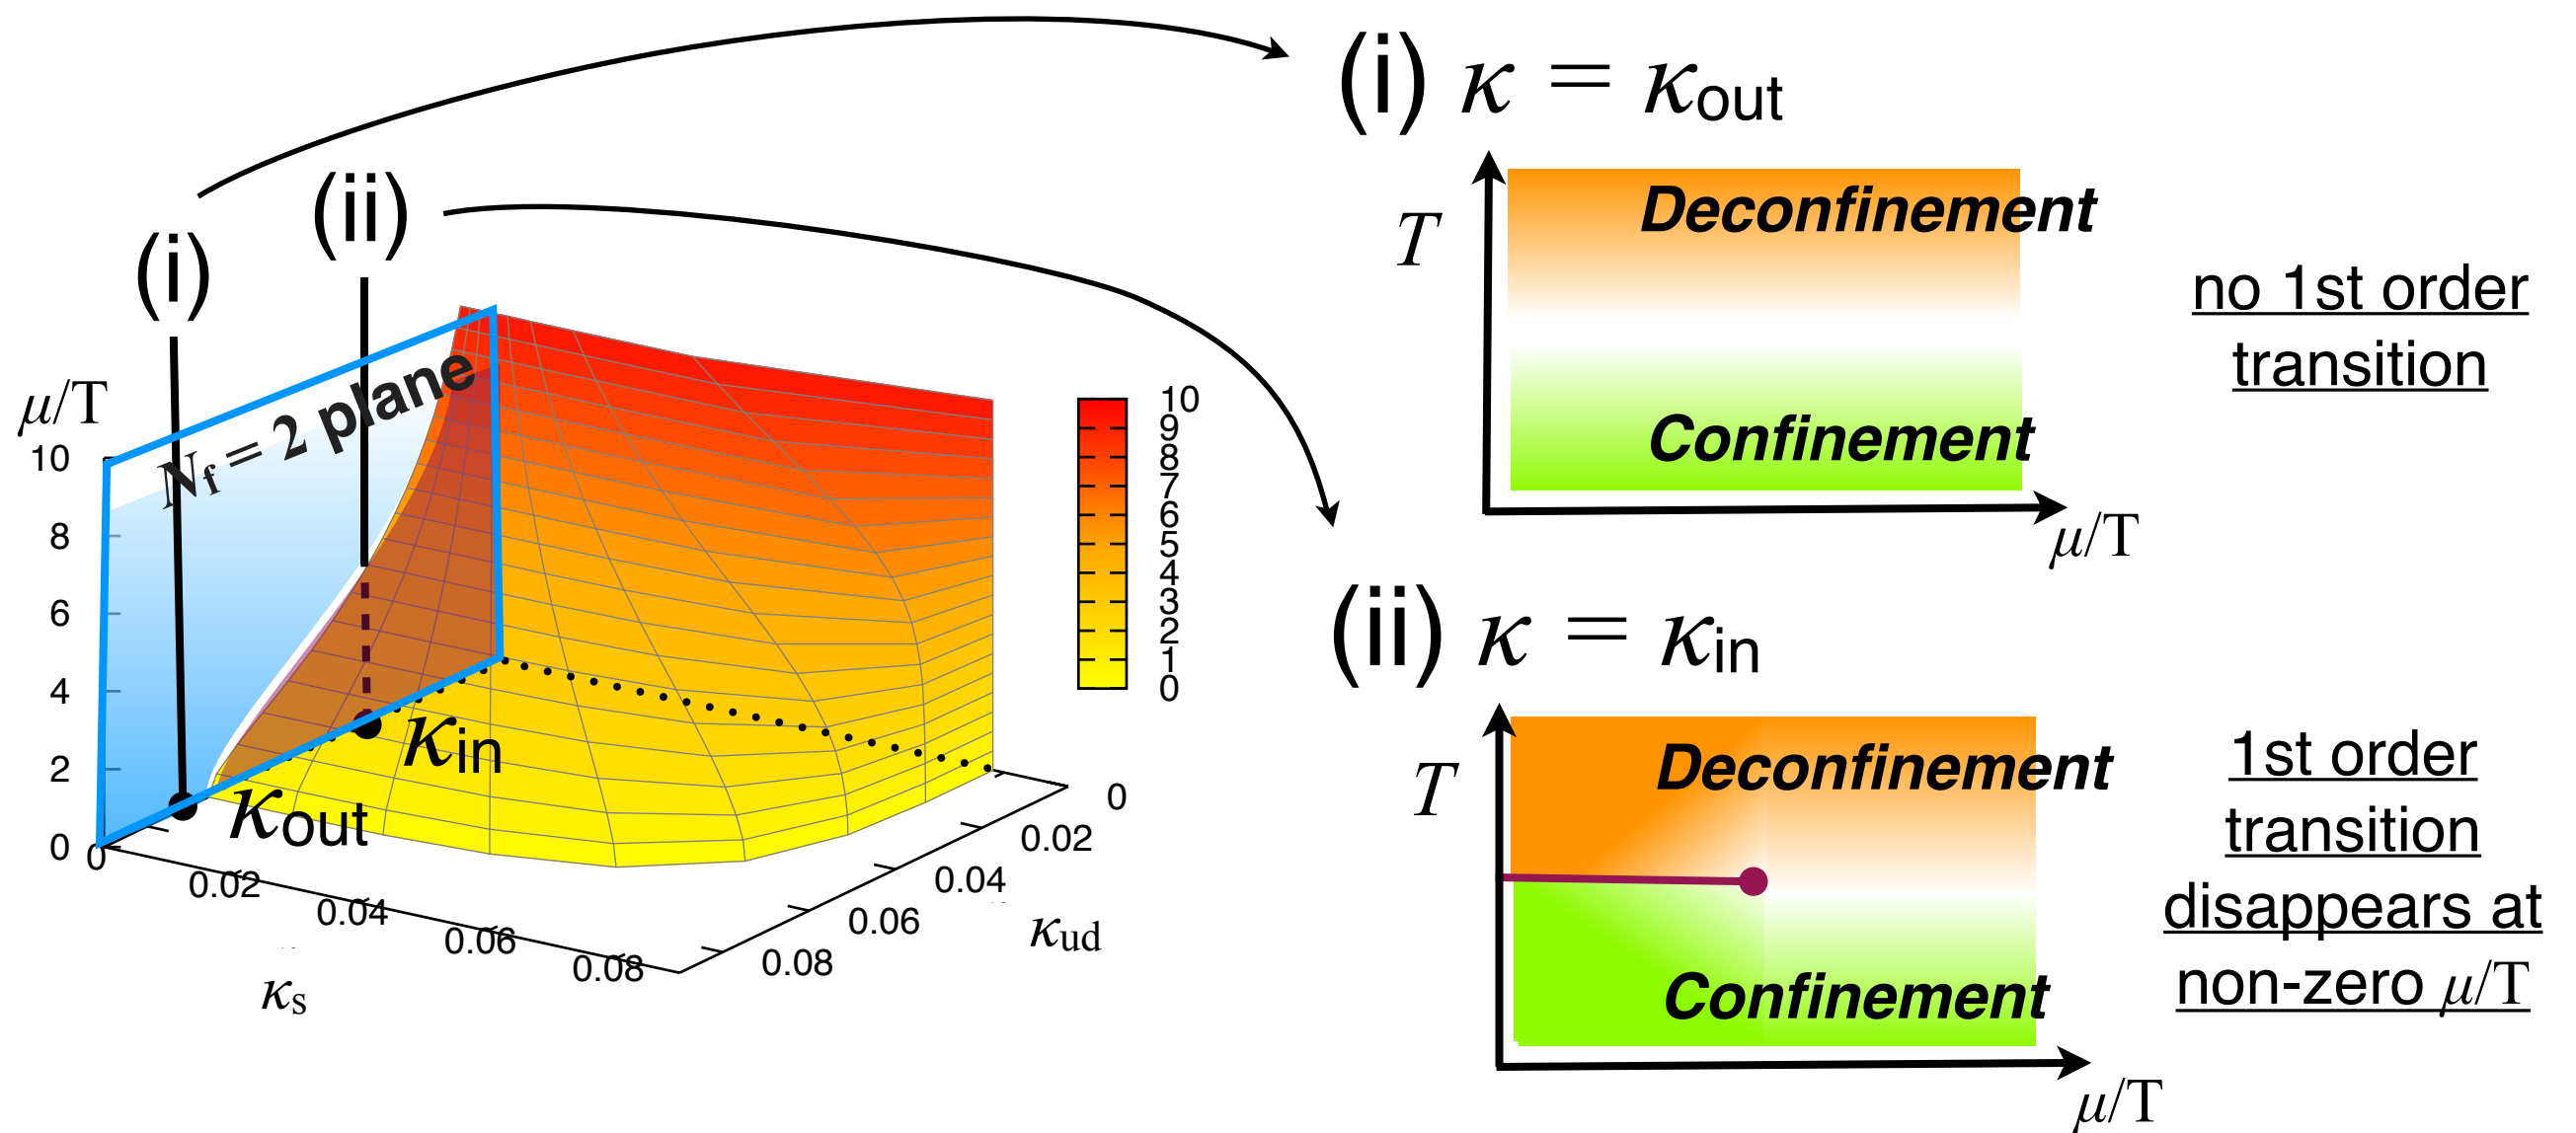 (i)
(ii)
μ/T
N_f = 2 plane
10
8
6
4
2
0
κ_in
κ_out
0
0.02
0.04
0.06
0.08
κ_s
0.08
0.06
0.04
0.02
0
κ_ud
10
9
8
7
6
5
4
3
2
1
0
(i) κ = κ_out
T
Deconfinement
Confinement
μ/T
no 1st order
transition
(ii) κ = κ_in
T
Deconfinement
Confinement
μ/T
1st order
transition
disappears at
non-zero μ/T